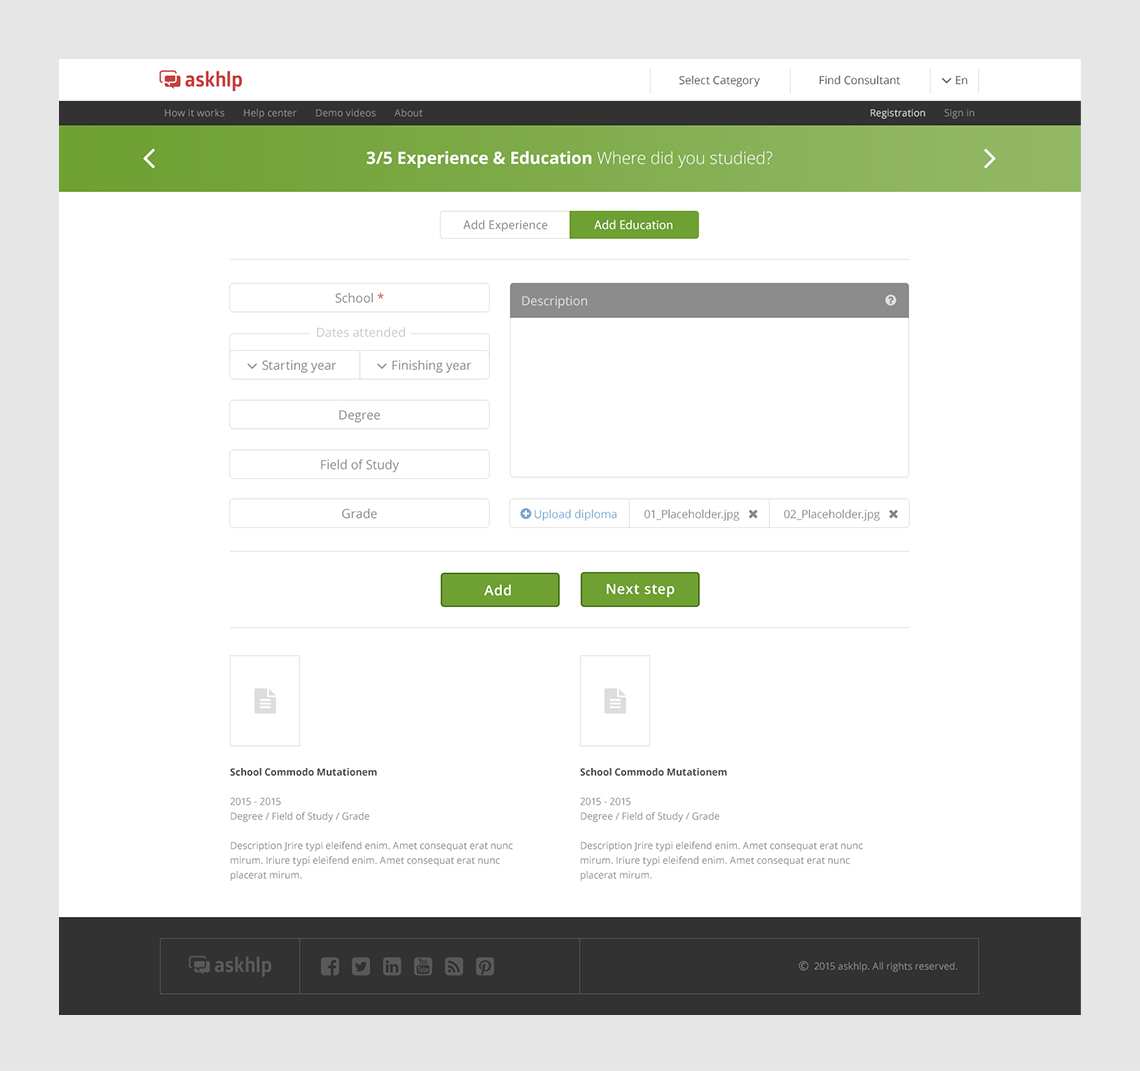 askhlp
Select Category
Find Consultant
En
How it works
Help center
Demo videos
About
Registration
Sign in
3/5 Experience & Education Where did you studied?
Add Experience
Add Education
School *
Description
?
Dates attended
Starting year
Finishing year
Degree
Field of Study
Grade
Upload diploma
01_Placeholder.jpg
02_Placeholder.jpg
Add
Next step
School Commodo Mutationem
2015 - 2015
Degree / Field of Study / Grade
Description Jrire typi eleifend enim. Amet consequat erat nunc
mirum. Iriure typi eleifend enim. Amet consequat erat nunc
placerat mirum.
School Commodo Mutationem
2015 - 2015
Degree / Field of Study / Grade
Description Jrire typi eleifend enim. Amet consequat erat nunc
mirum. Iriure typi eleifend enim. Amet consequat erat nunc
placerat mirum.
askhlp
You Tube
© 2015 askhlp. All rights reserved.